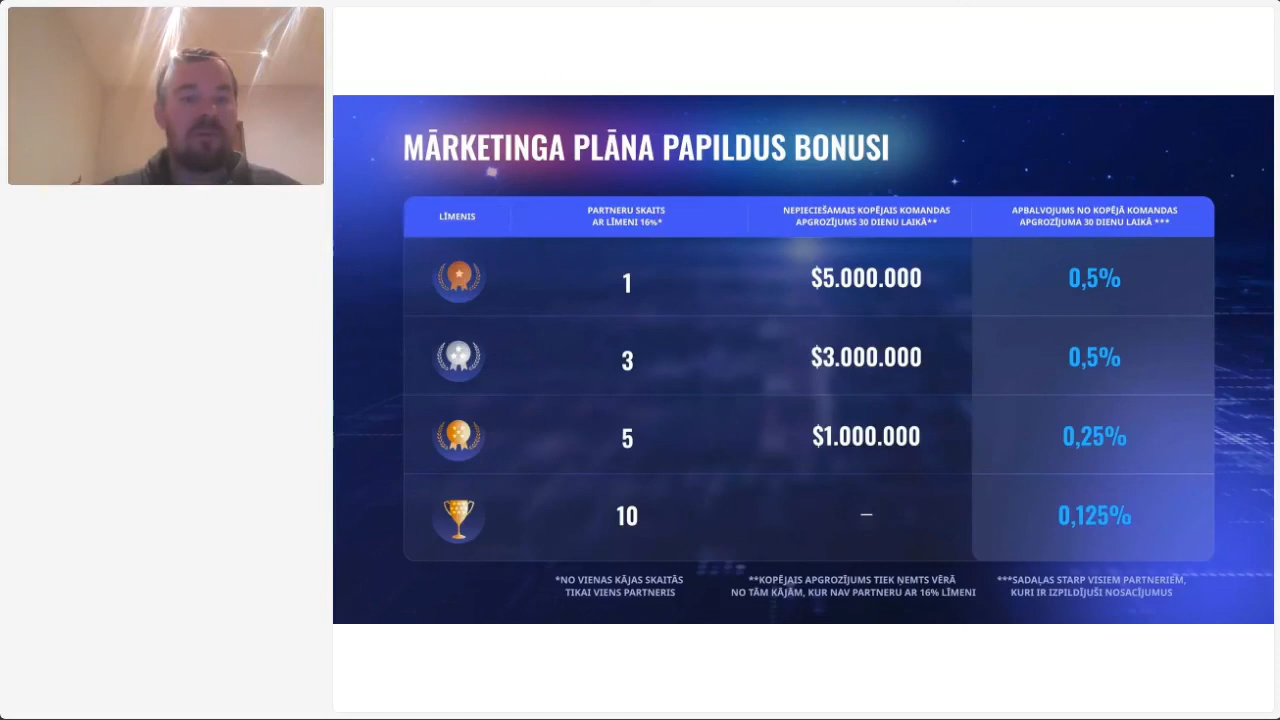 MĀRKETINGA PLĀNA PAPILDUS BONUSI
LĪMENIS
PARTNERU SKAITS
AR LĪMENI 16%*
NEPIECIEŠAMAIS KOPĒJAIS KOMANDAS
APGROZĪJUMS 30 DIENU LAIKĀ**
APBALVOJUMS NO KOPĒJĀ KOMANDAS
APGROZĪJUMA 30 DIENU LAIKĀ ***
1
$5.000.000
0,5%
3
$3.000.000
0,5%
5
$1.000.000
0,25%
10
–
0,125%
*NO VIENAS KĀJAS SKAITĀS
TIKAI VIENS PARTNERIS
**KOPĒJAIS APGROZĪJUMS TIEK ŅEMTS VĒRĀ
NO TĀM KĀJĀM, KUR NAV PARTNERU AR 16% LĪMENI
***SADAĻAS STARP VISIEM PARTNERIEM,
KURI IR IZPILDĪJUŠI NOSACĪJUMUS